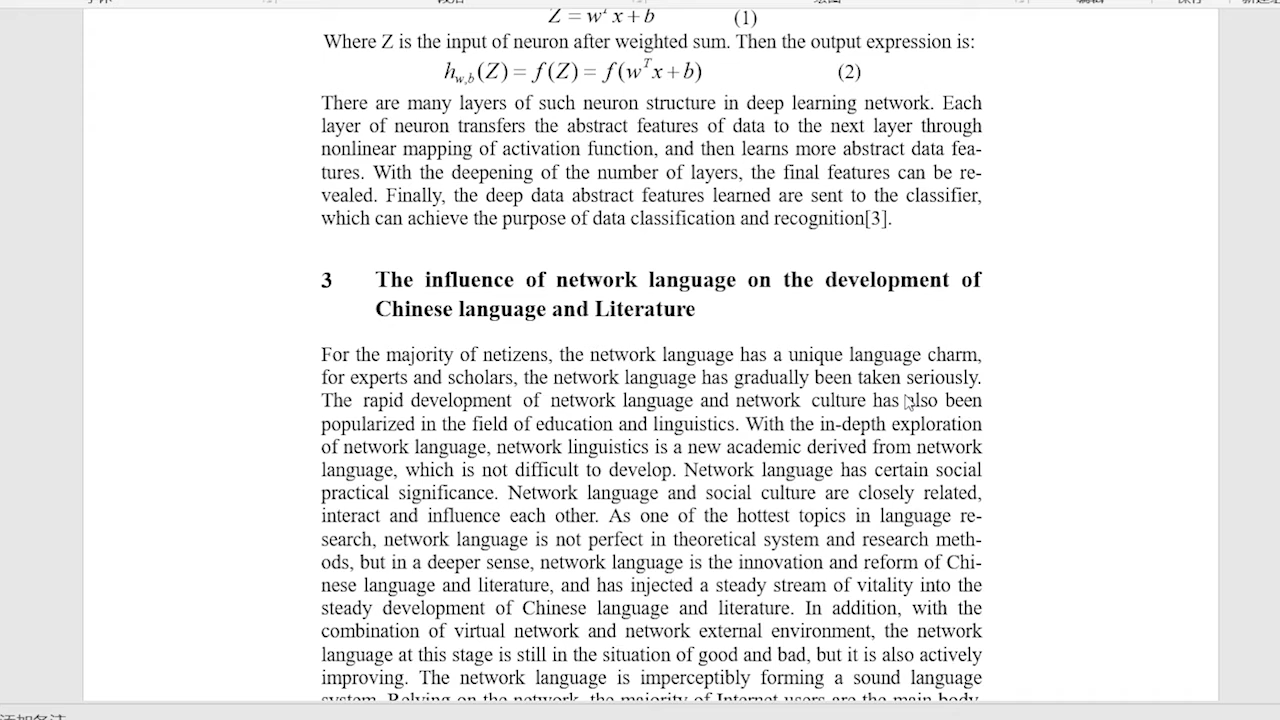 Z = w^T x + b (1)
Where Z is the input of neuron after weighted sum. Then the output expression is:
h_{w,b}(Z) = f(Z) = f(w^T x + b) (2)
There are many layers of such neuron structure in deep learning network. Each
layer of neuron transfers the abstract features of data to the next layer through
nonlinear mapping of activation function, and then learns more abstract data fea-
tures. With the deepening of the number of layers, the final features can be re-
vealed. Finally, the deep data abstract features learned are sent to the classifier,
which can achieve the purpose of data classification and recognition[3].
3 The influence of network language on the development of
Chinese language and Literature
For the majority of netizens, the network language has a unique language charm,
for experts and scholars, the network language has gradually been taken seriously.
The rapid development of network language and network culture has also been
popularized in the field of education and linguistics. With the in-depth exploration
of network language, network linguistics is a new academic derived from network
language, which is not difficult to develop. Network language has certain social
practical significance. Network language and social culture are closely related,
interact and influence each other. As one of the hottest topics in language re-
search, network language is not perfect in theoretical system and research meth-
ods, but in a deeper sense, network language is the innovation and reform of Chi-
nese language and literature, and has injected a steady stream of vitality into the
steady development of Chinese language and literature. In addition, with the
combination of virtual network and network external environment, the network
language at this stage is still in the situation of good and bad, but it is also actively
improving. The network language is imperceptibly forming a sound language
system. Relying on the network, the majority of Internet users are the main body